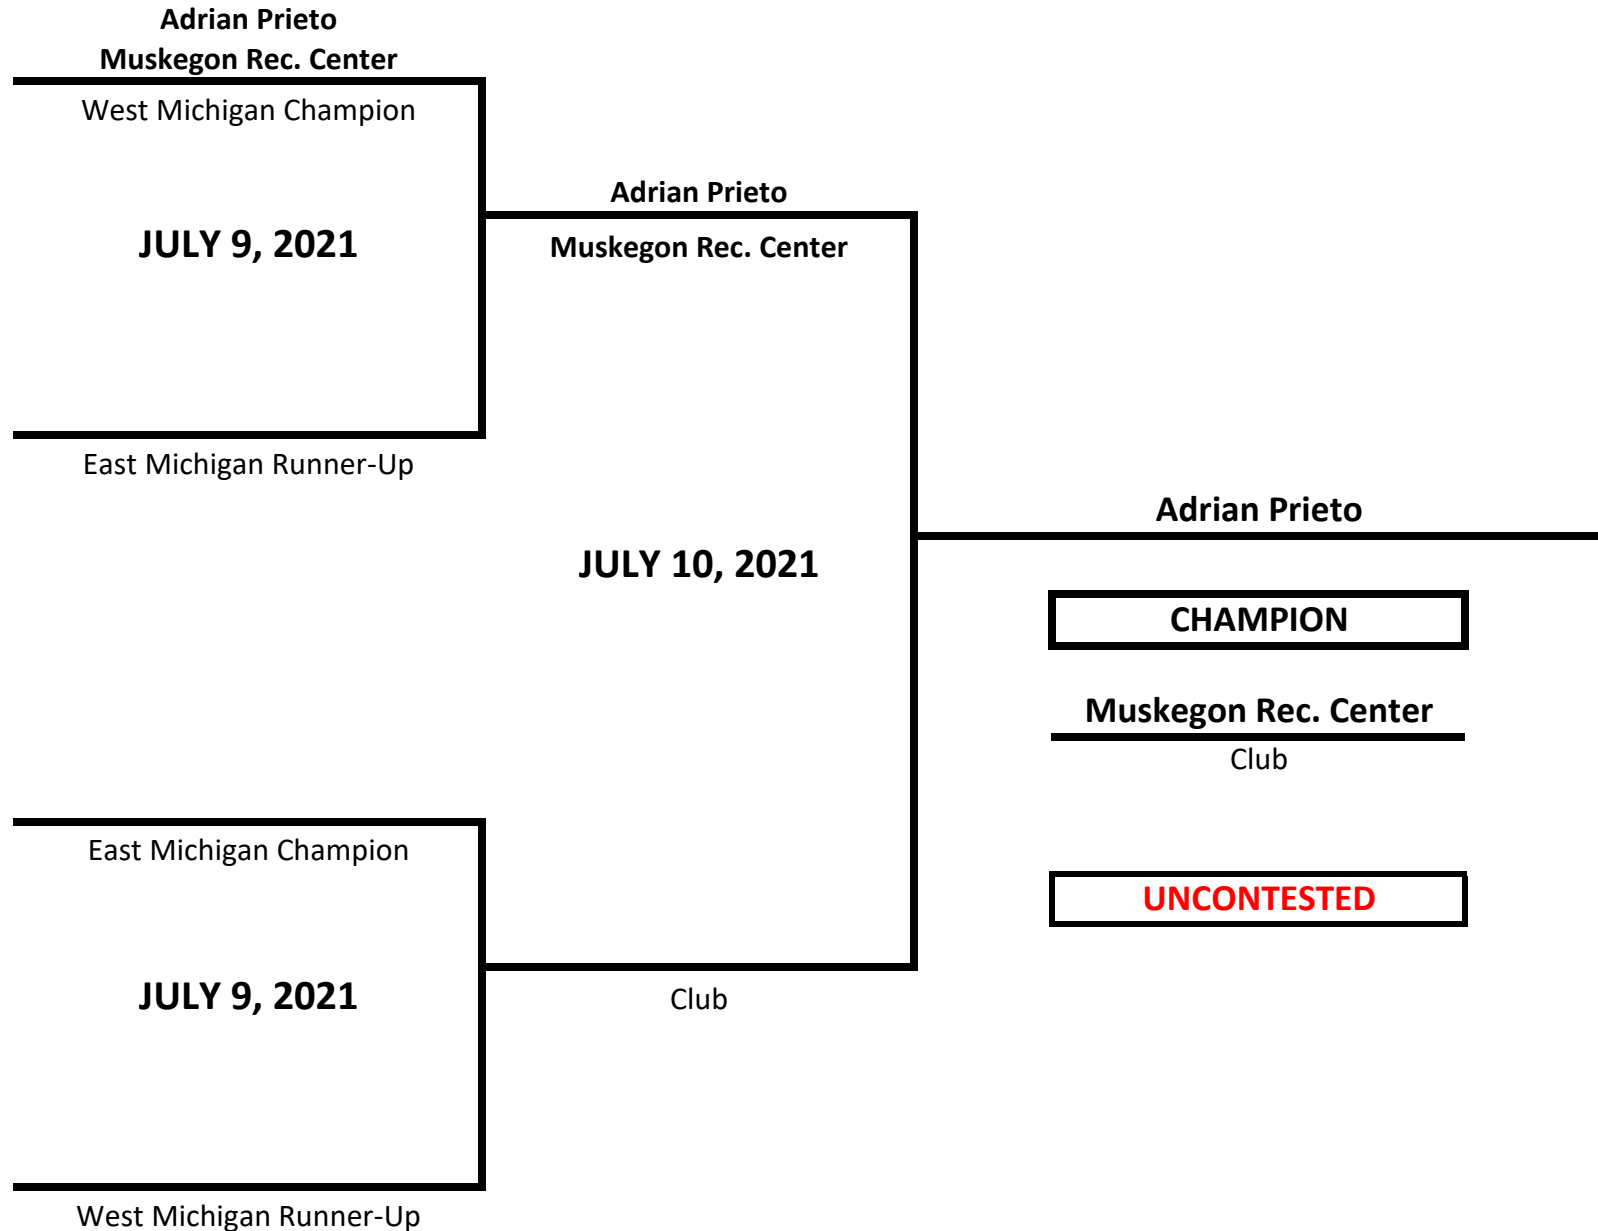 Adrian Prieto
Muskegon Rec. Center
West Michigan Champion
JULY 9, 2021
East Michigan Runner-Up
Adrian Prieto
Muskegon Rec. Center
JULY 10, 2021
East Michigan Champion
JULY 9, 2021
West Michigan Runner-Up
Club
Adrian Prieto
CHAMPION
Muskegon Rec. Center
Club
UNCONTESTED